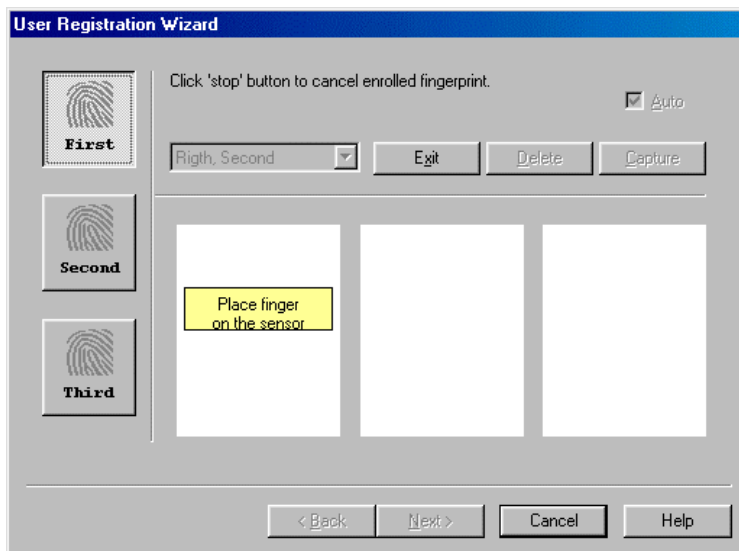 User Registration Wizard
Click 'stop' button to cancel enrolled fingerprint.
Auto
First
Rigth, Second
Exit
Delete
Capture
Second
Place finger
on the sensor
Third
< Back
Next >
Cancel
Help